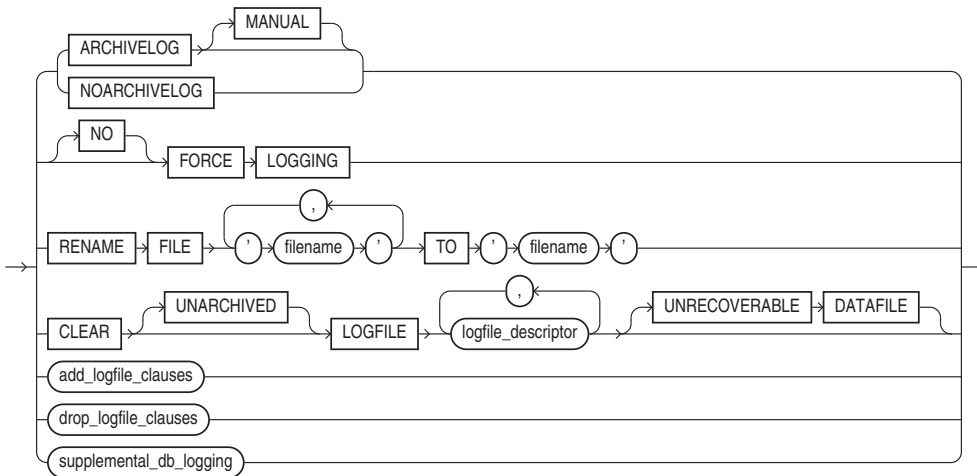 MANUAL
ARCHIVELOG
NOARCHIVELOG
NO
FORCE LOGGING
,
RENAME FILE ' filename ' TO ' filename '
UNARCHIVED , UNRECOVERABLE DATAFILE
CLEAR LOGFILE logfile_descriptor
add_logfile_clauses
drop_logfile_clauses
supplemental_db_logging